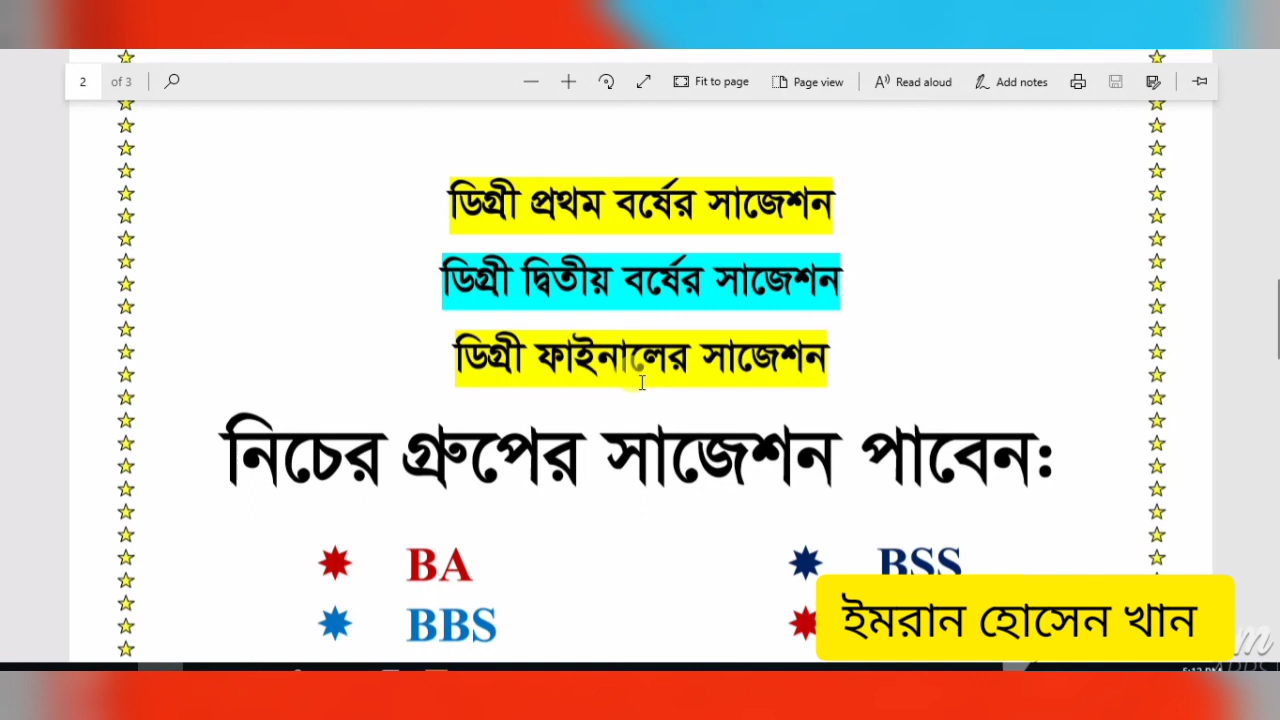 2 of 3 Fit to page Page view Read aloud Add notes
ডিগ্রী প্রথম বর্ষের সাজেশন
ডিগ্রী দ্বিতীয় বর্ষের সাজেশন
ডিগ্রী ফাইনালের সাজেশন
নিচের গ্রুপের সাজেশন পাবেন:
BA BSS
BBS
ইমরান হোসেন খান